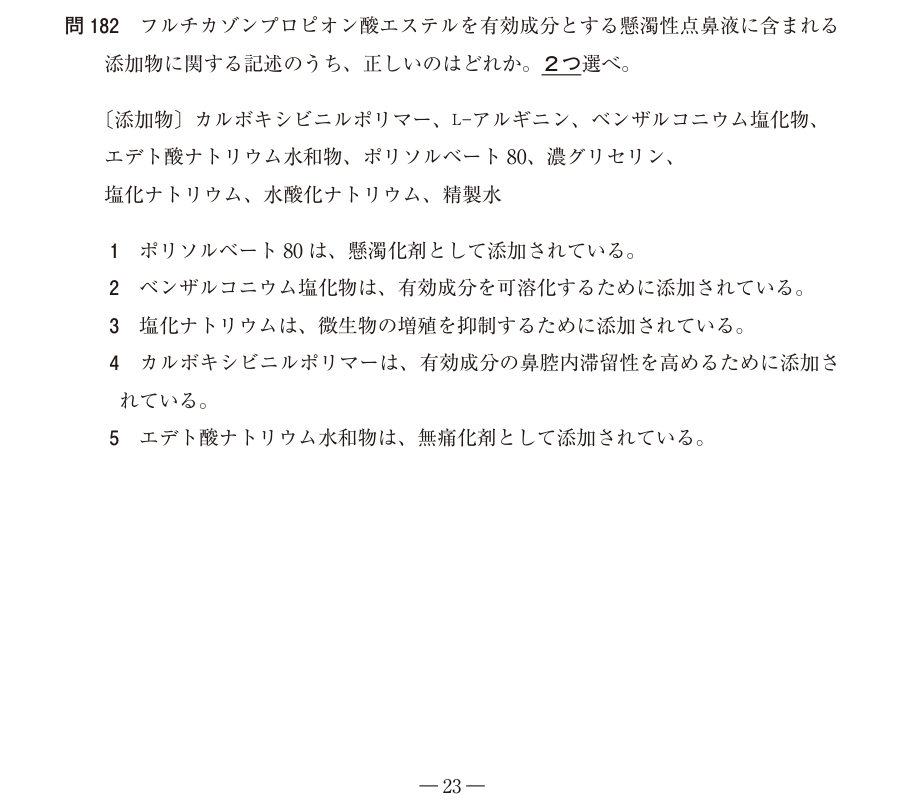 問 182　フルチカゾンプロピオン酸エステルを有効成分とする懸濁性点鼻液に含まれる
添加物に関する記述のうち、正しいのはどれか。２つ選べ。
〔添加物〕カルボキシビニルポリマー、L-アルギニン、ベンザルコニウム塩化物、
エデト酸ナトリウム水和物、ポリソルベート 80、濃グリセリン、
塩化ナトリウム、水酸化ナトリウム、精製水
1　ポリソルベート 80 は、懸濁化剤として添加されている。
2　ベンザルコニウム塩化物は、有効成分を可溶化するために添加されている。
3　塩化ナトリウムは、微生物の増殖を抑制するために添加されている。
4　カルボキシビニルポリマーは、有効成分の鼻腔内滞留性を高めるために添加さ
れている。
5　エデト酸ナトリウム水和物は、無痛化剤として添加されている。
— 23 —